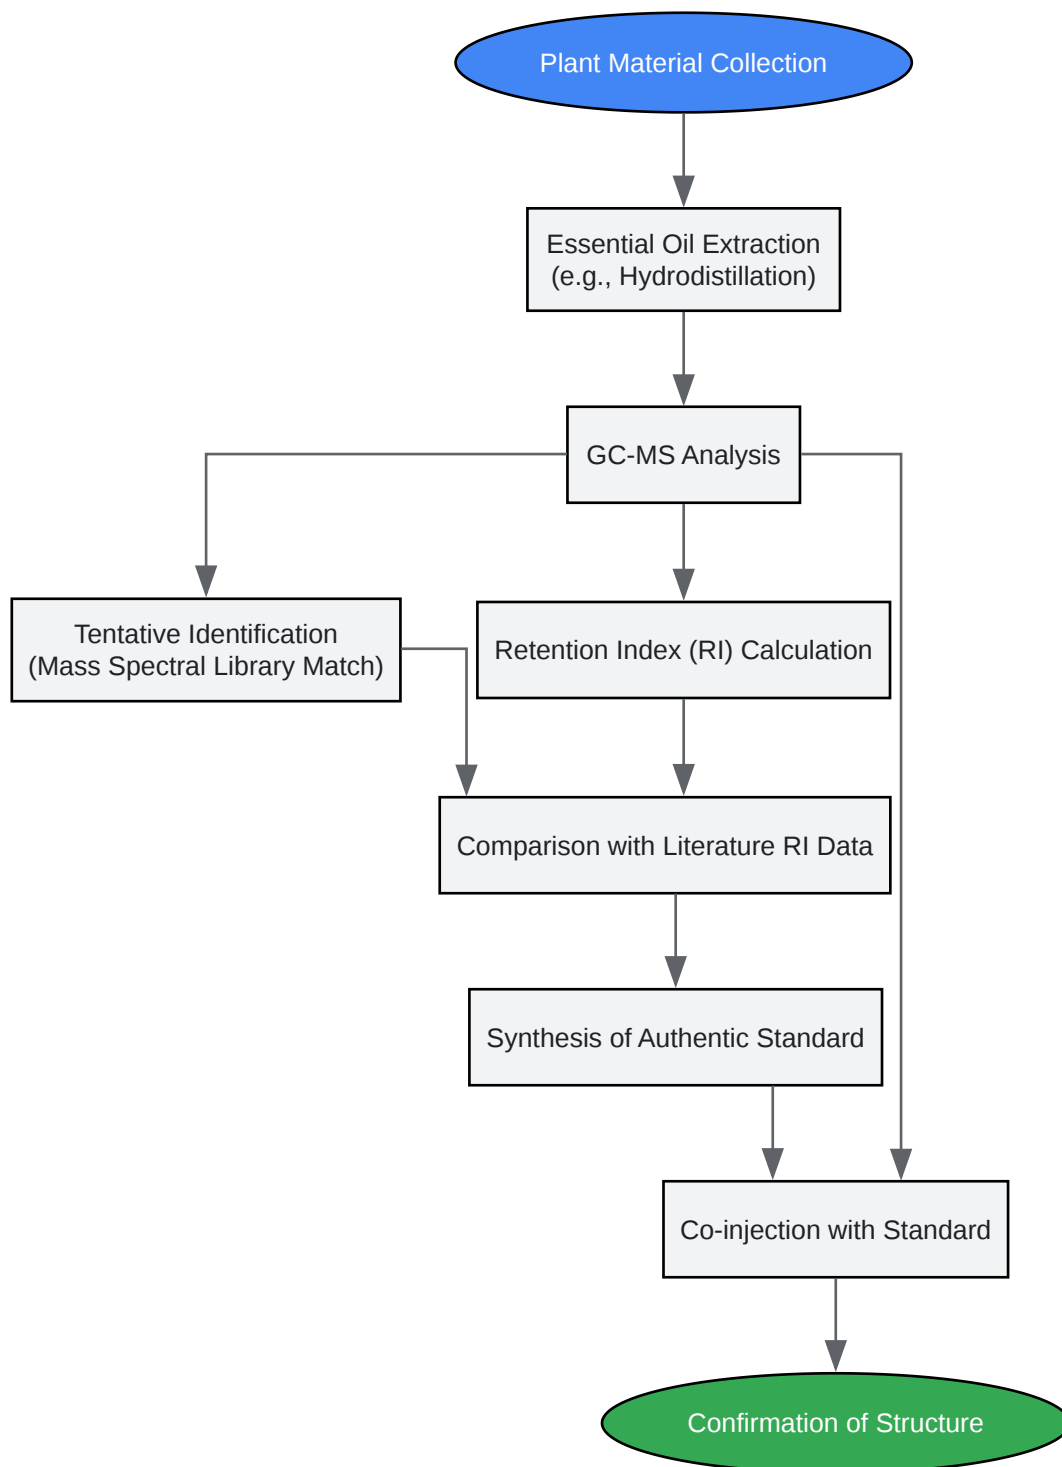 Plant Material Collection
Essential Oil Extraction
(e.g., Hydrodistillation)
GC-MS Analysis
Tentative Identification
(Mass Spectral Library Match)
Retention Index (RI) Calculation
Comparison with Literature RI Data
Synthesis of Authentic Standard
Co-injection with Standard
Confirmation of Structure